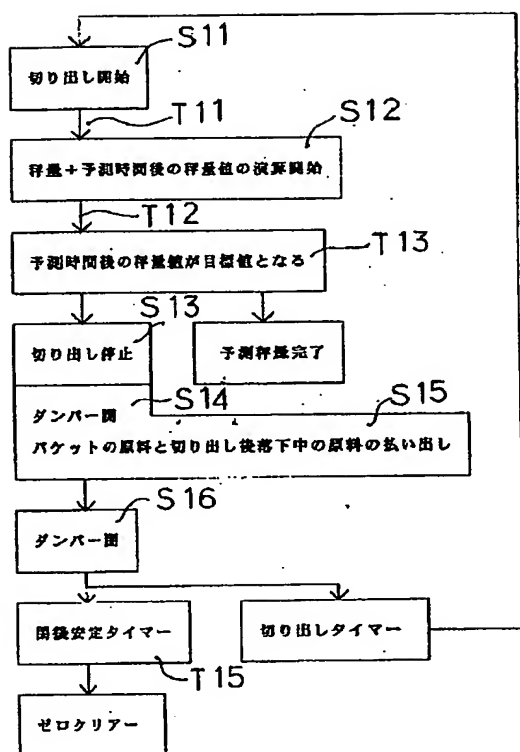 S11
切り出し開始
T11
S12
秤量+予測時間後の秤量値の演算開始
T12
T13
予測時間後の秤量値が目標値となる
S13
切り出し停止
予測秤量完了
S14
ダンパー開
S15
バケットの原料と切り出し後落下中の原料の払い出し
S16
ダンパー閉
閉後安定タイマー
切り出しタイマー
T15
ゼロクリアー